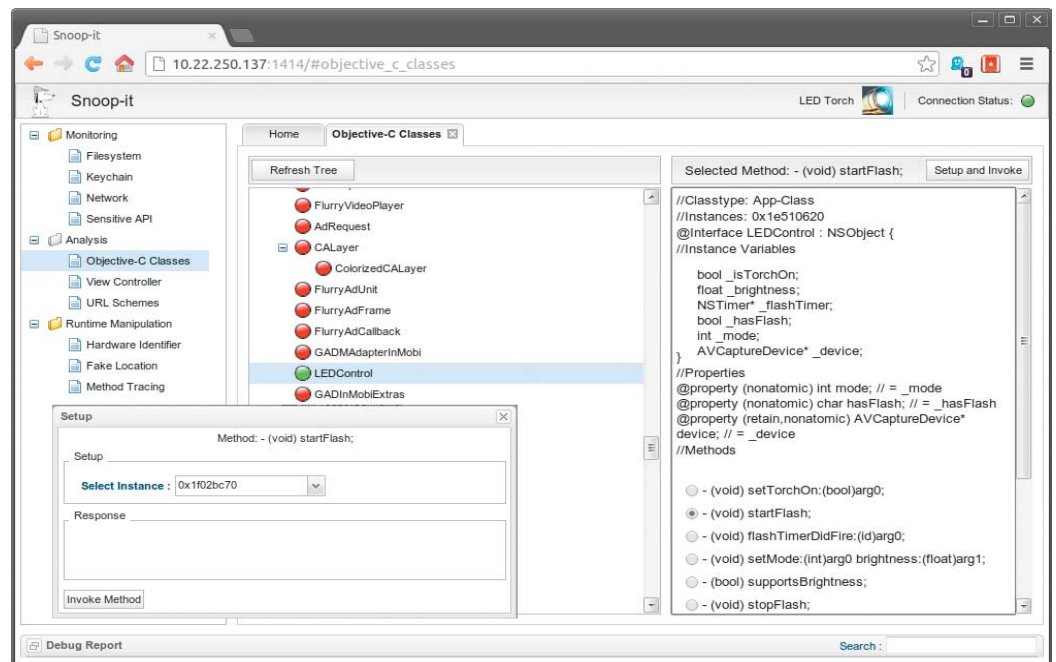 Snoop-it
10.22.250.137:1414/#objective_c_classes
0
Snoop-it
LED Torch
Connection Status:
Monitoring
Filesystem
Keychain
Network
Sensitive API
Analysis
Objective-C Classes
View Controller
URL Schemes
Runtime Manipulation
Hardware Identifier
Fake Location
Method Tracing
Home
Objective-C Classes
Refresh Tree
FlurryVideoPlayer
AdRequest
CALayer
ColorizedCALayer
FlurryAdUnit
FlurryAdFrame
FlurryAdCallback
GADMAdapterInMobi
LEDControl
GADInMobiExtras
Selected Method: - (void) startFlash;
Setup and Invoke
//Classtype: App-Class
//Instances: 0x1e510620
@Interface LEDControl : NSObject {
//Instance Variables
bool _isTorchOn;
float _brightness;
NSTimer* _flashTimer;
bool _hasFlash;
int _mode;
AVCaptureDevice* _device;
}
//Properties
@property (nonatomic) int mode; // = _mode
@property (nonatomic) char hasFlash; // = _hasFlash
@property (retain,nonatomic) AVCaptureDevice*
device; // = _device
//Methods
- (void) setTorchOn:(bool)arg0;
- (void) startFlash;
- (void) flashTimerDidFire:(id)arg0;
- (void) setMode:(int)arg0 brightness:(float)arg1;
- (bool) supportsBrightness;
- (void) stopFlash;
Setup
Method: - (void) startFlash;
Setup
Select Instance : 0x1f02bc70
Response
Invoke Method
Debug Report
Search :